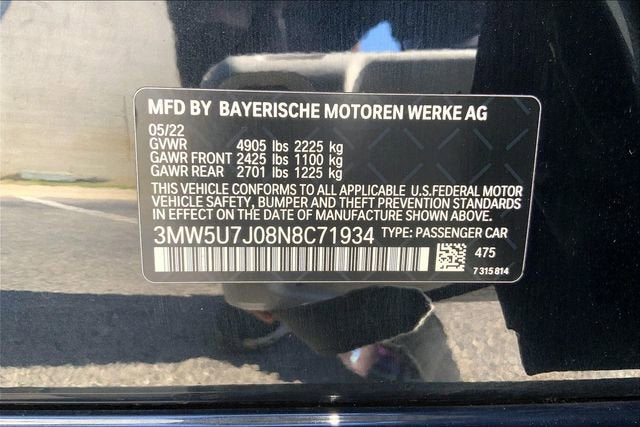 MFD BY BAYERISCHE MOTOREN WERKE AG
05/22
GVWR 4905 lbs 2225 kg
GAWR FRONT 2425 lbs 1100 kg
GAWR REAR 2701 lbs 1225 kg
THIS VEHICLE CONFORMS TO ALL APPLICABLE U.S.FEDERAL MOTOR
VEHICLE SAFETY, BUMPER, AND THEFT PREVENTION STANDARDS
IN EFFECT ON THE DATE OF MANUFACTURE SHOWN ABOVE.
3MW5U7J08N8C71934 TYPE: PASSENGER CAR
475
7 315 814